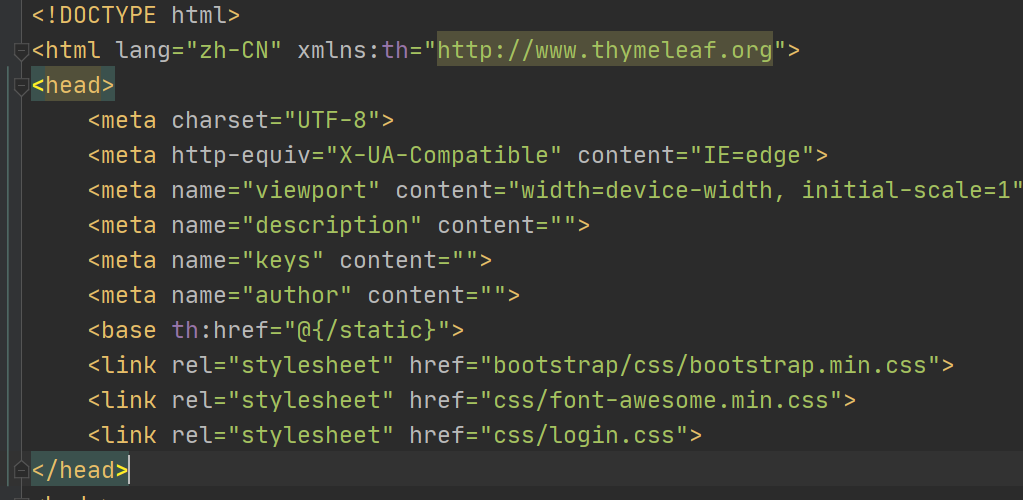 <!DOCTYPE html>
<html lang="zh-CN" xmlns:th="http://www.thymeleaf.org">
<head>
    <meta charset="UTF-8">
    <meta http-equiv="X-UA-Compatible" content="IE=edge">
    <meta name="viewport" content="width=device-width, initial-scale=1"
    <meta name="description" content="">
    <meta name="keys" content="">
    <meta name="author" content="">
    <base th:href="@{/static}">
    <link rel="stylesheet" href="bootstrap/css/bootstrap.min.css">
    <link rel="stylesheet" href="css/font-awesome.min.css">
    <link rel="stylesheet" href="css/login.css">
</head>